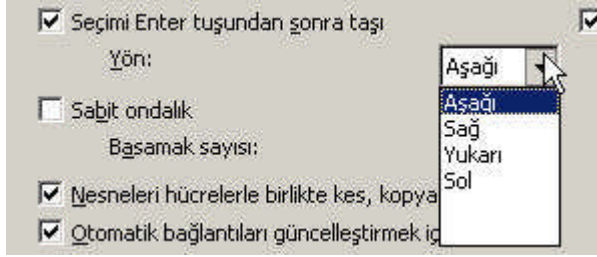 Seçimi Enter tuşundan sonra taşı
Yön:
Aşağı
Aşağı
Sağ
Yukarı
Sol
Sabit ondalık
Basamak sayısı:
Nesneleri hücrelerle birlikte kes, kopya
Otomatik bağlantıları güncelleştirmek iç